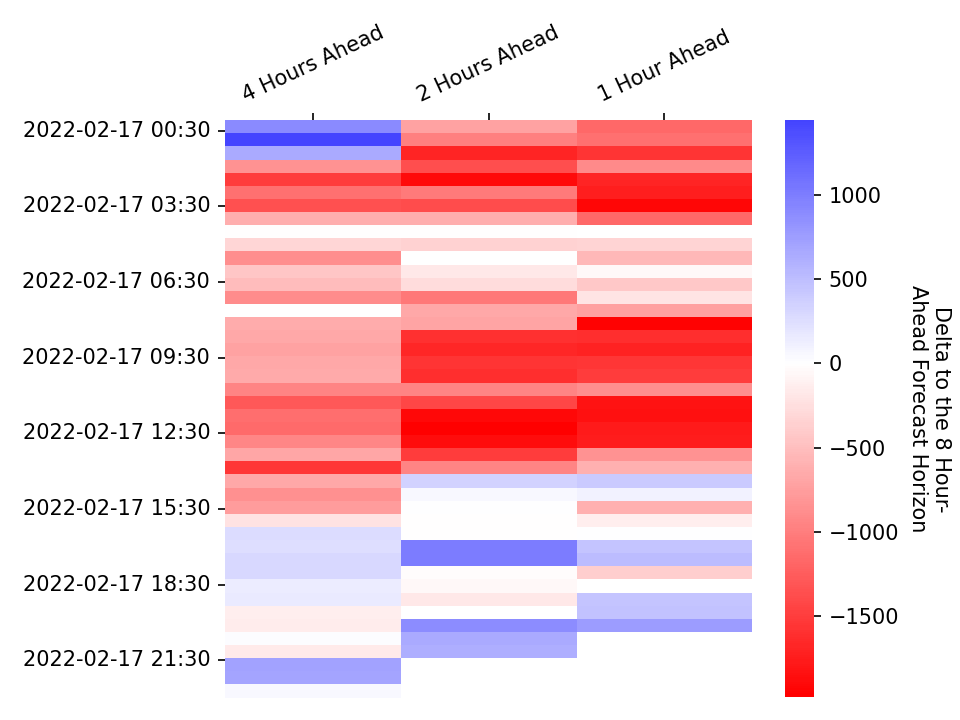 4 Hours Ahead
2 Hours Ahead
1 Hour Ahead
2022-02-17 00:30
2022-02-17 03:30
2022-02-17 06:30
2022-02-17 09:30
2022-02-17 12:30
2022-02-17 15:30
2022-02-17 18:30
2022-02-17 21:30
1000
500
0
−500
−1000
−1500
Delta to the 8 Hour-
Ahead Forecast Horizon